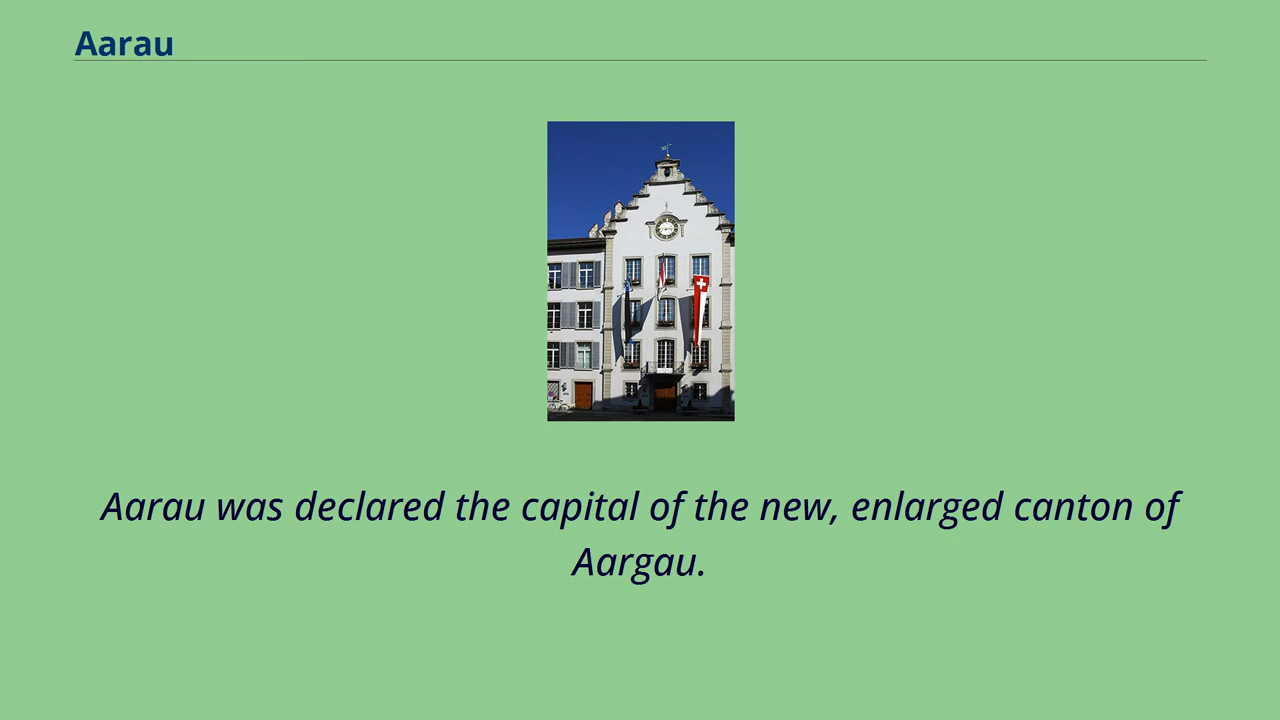 Aarau
Aarau was declared the capital of the new, enlarged canton of
Aargau.